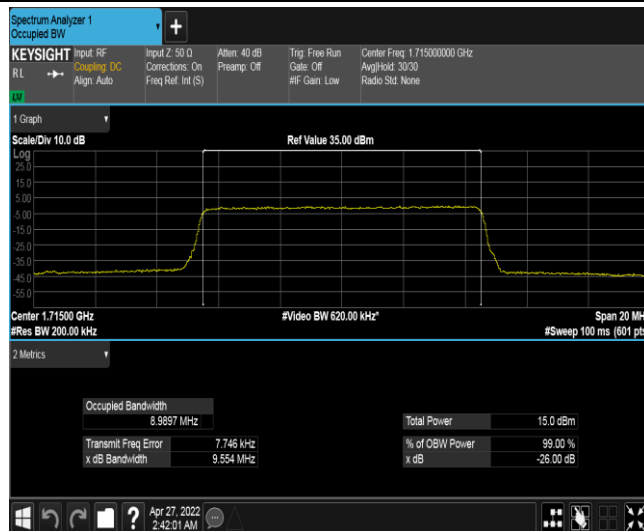 Spectrum Analyzer 1
Occupied BW
+
KEYSIGHT Input: RF Input Z: 50 Ω Atten: 40 dB Trig: Free Run Center Freq: 1.715000000 GHz
RL Coupling: DC Corrections: On Preamp: Off Gate: Off Avg|Hold: 30/30
Align: Auto Freq Ref: Int (S) #IF Gain: Low Radio Std: None
1 Graph
Scale/Div 10.0 dB Ref Value 35.00 dBm
Log
25.0
15.0
5.00
-5.00
-15.0
-25.0
-35.0
-45.0
-55.0
Center 1.71500 GHz #Video BW 620.00 kHz* Span 20 MH
#Res BW 200.00 kHz #Sweep 100 ms (601 pts
2 Metrics
Occupied Bandwidth
8.9897 MHz Total Power 15.0 dBm
Transmit Freq Error 7.746 kHz % of OBW Power 99.00 %
x dB Bandwidth 9.554 MHz x dB -26.00 dB
? Apr 27, 2022
2:42:01 AM